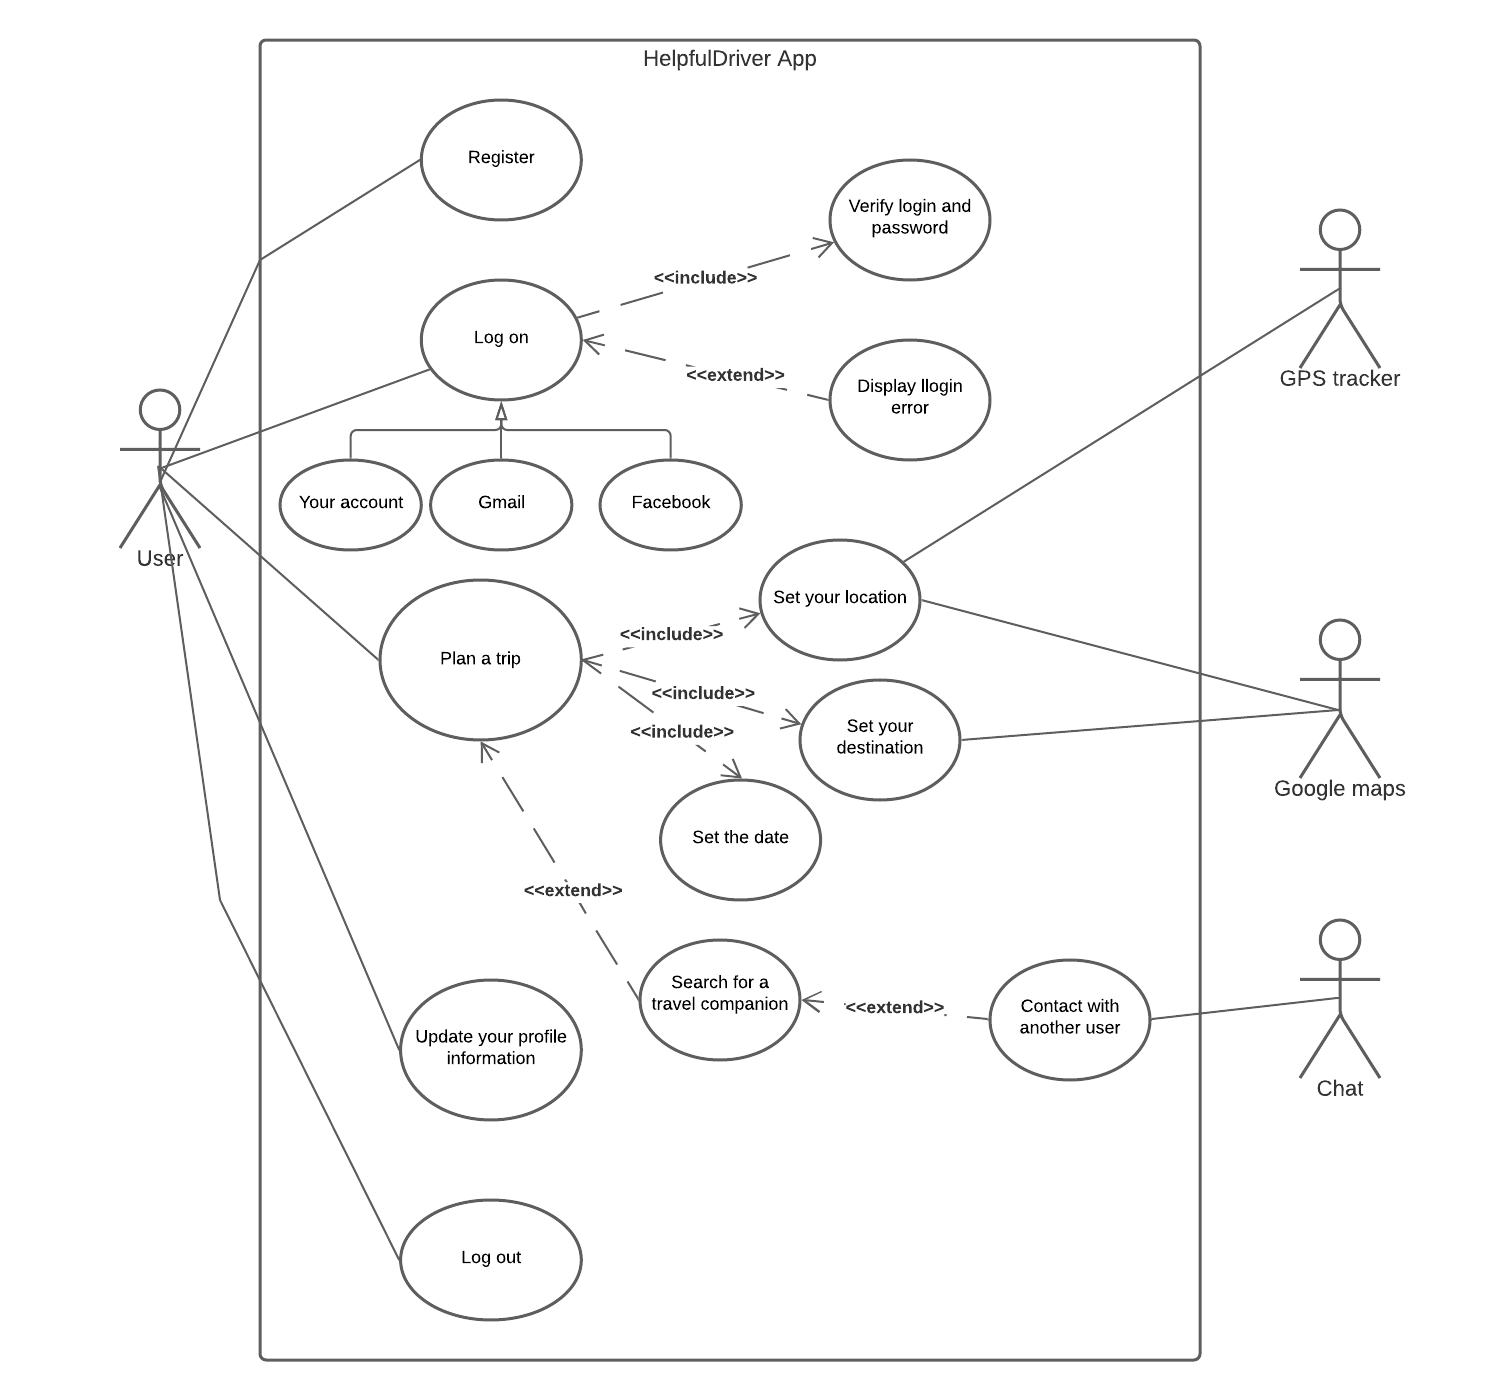 HelpfulDriver App
Register
Verify login and
password
<<include>>
Log on
<<extend>>
Display llogin
error
GPS tracker
Your account
Gmail
Facebook
User
Set your location
<<include>>
Plan a trip
<<include>>
Set your
destination
<<include>>
Google maps
Set the date
<<extend>>
Search for a
travel companion
<<extend>>
Contact with
another user
Update your profile
information
Chat
Log out